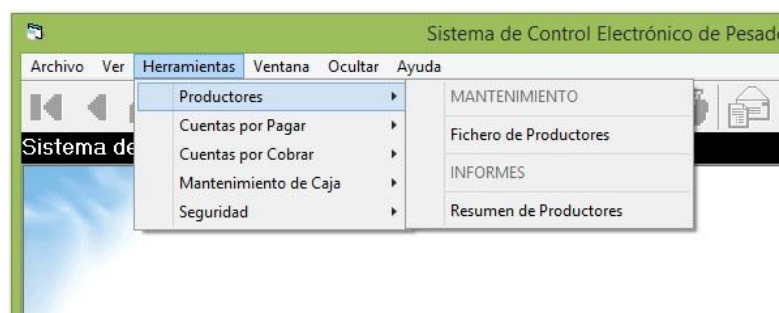 Sistema de Control Electrónico de Pesad
Archivo Ver Herramientas Ventana Ocultar Ayuda
Productores
Cuentas por Pagar
Cuentas por Cobrar
Mantenimiento de Caja
Seguridad
MANTENIMIENTO
Fichero de Productores
INFORMES
Resumen de Productores
Sistema de